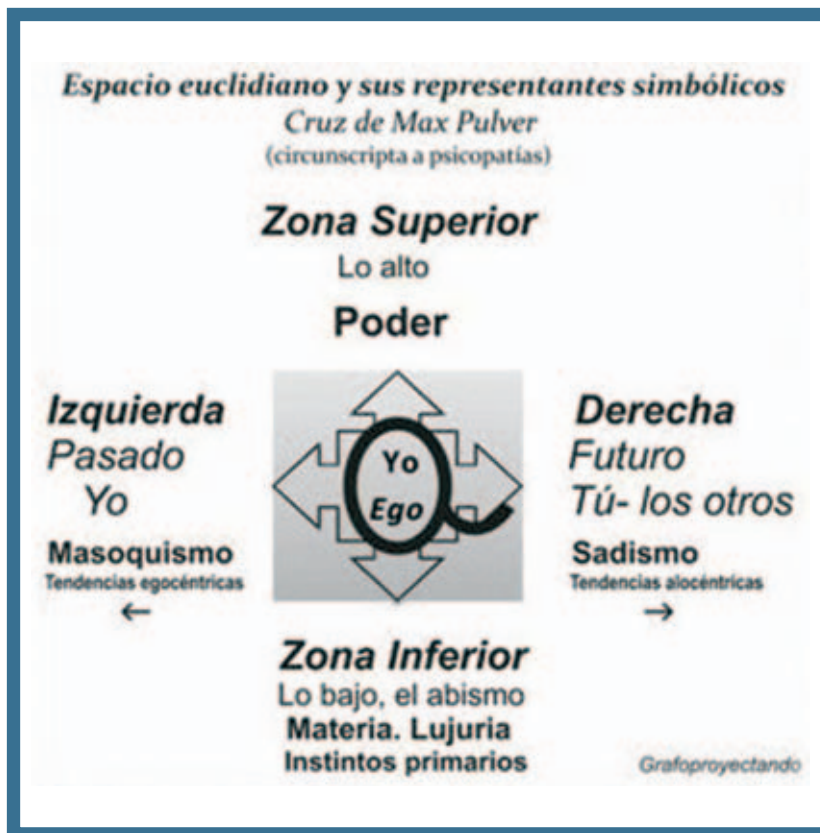 Espacio euclidiano y sus representantes simbólicos
Cruz de Max Pulver
(circunscripta a psicopatías)
Zona Superior
Lo alto
Poder
Izquierda
Pasado
Yo
Masoquismo
Tendencias egocéntricas
←
Yo
Ego
Derecha
Futuro
Tú- los otros
Sadismo
Tendencias alocéntricas
→
Zona Inferior
Lo bajo, el abismo
Materia. Lujuria
Instintos primarios
Grafoproyectando